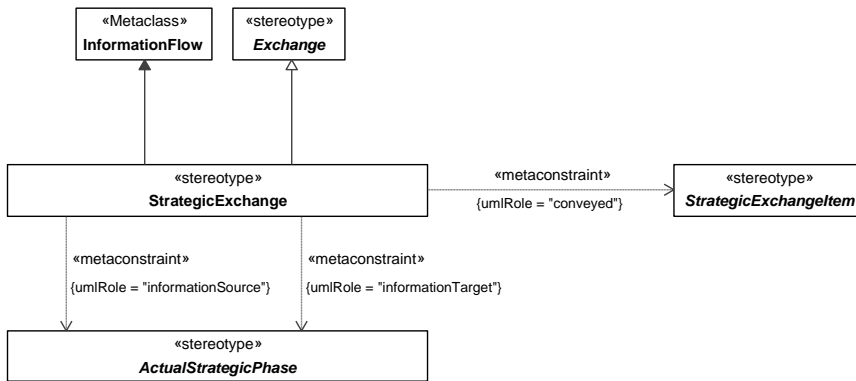 «Metaclass»
InformationFlow
«stereotype»
Exchange
«stereotype»
StrategicExchange
«metaconstraint»
{umlRole = "conveyed"}
«stereotype»
StrategicExchangeItem
«metaconstraint»
{umlRole = "informationSource"}
«metaconstraint»
{umlRole = "informationTarget"}
«stereotype»
ActualStrategicPhase